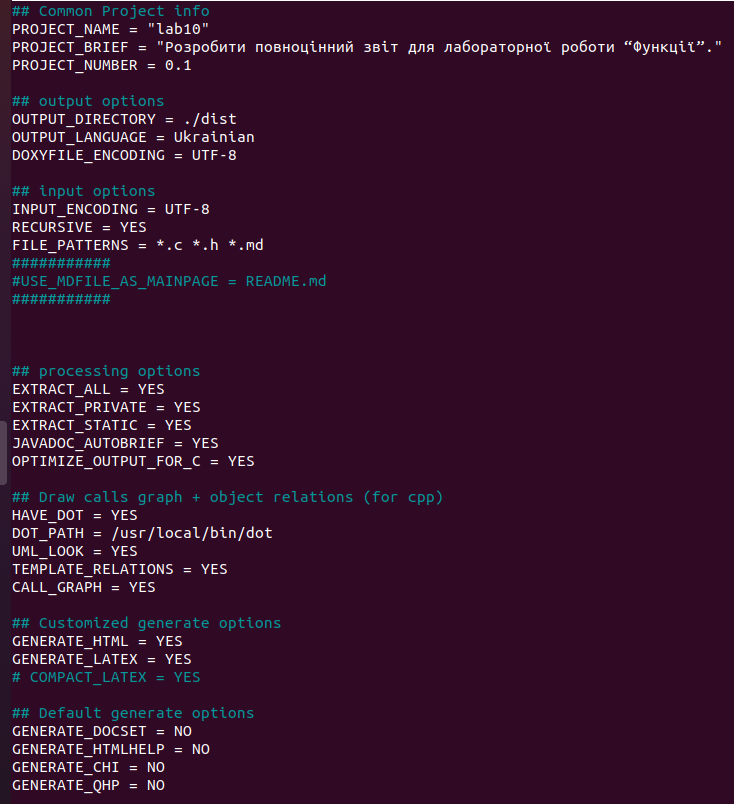 ## Common Project info
PROJECT_NAME = "lab10"
PROJECT_BRIEF = "Розробити повноцінний звіт для лабораторної роботи “Функції”."
PROJECT_NUMBER = 0.1
## output options
OUTPUT_DIRECTORY = ./dist
OUTPUT_LANGUAGE = Ukrainian
DOXYFILE_ENCODING = UTF-8
## input options
INPUT_ENCODING = UTF-8
RECURSIVE = YES
FILE_PATTERNS = *.c *.h *.md
###########
#USE_MDFILE_AS_MAINPAGE = README.md
###########
## processing options
EXTRACT_ALL = YES
EXTRACT_PRIVATE = YES
EXTRACT_STATIC = YES
JAVADOC_AUTOBRIEF = YES
OPTIMIZE_OUTPUT_FOR_C = YES
## Draw calls graph + object relations (for cpp)
HAVE_DOT = YES
DOT_PATH = /usr/local/bin/dot
UML_LOOK = YES
TEMPLATE_RELATIONS = YES
CALL_GRAPH = YES
## Customized generate options
GENERATE_HTML = YES
GENERATE_LATEX = YES
# COMPACT_LATEX = YES
## Default generate options
GENERATE_DOCSET = NO
GENERATE_HTMLHELP = NO
GENERATE_CHI = NO
GENERATE_QHP = NO